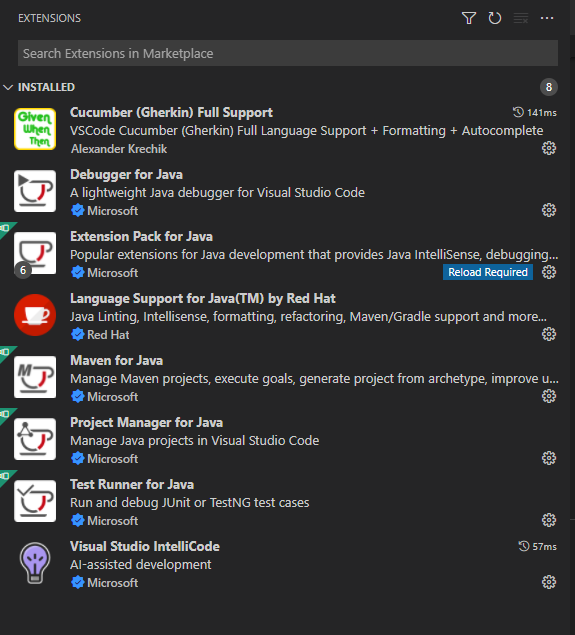 EXTENSIONS
Search Extensions in Marketplace
INSTALLED 8
Given When Then
Cucumber (Gherkin) Full Support 141ms
VSCode Cucumber (Gherkin) Full Language Support + Formatting + Autocomplete
Alexander Krechik
Debugger for Java
A lightweight Java debugger for Visual Studio Code
Microsoft
Extension Pack for Java
Popular extensions for Java development that provides Java IntelliSense, debugging...
6 Microsoft Reload Required
Language Support for Java(TM) by Red Hat
Java Linting, Intellisense, formatting, refactoring, Maven/Gradle support and more...
Red Hat
M
Maven for Java
Manage Maven projects, execute goals, generate project from archetype, improve u...
Microsoft
Project Manager for Java
Manage Java projects in Visual Studio Code
Microsoft
Test Runner for Java
Run and debug JUnit or TestNG test cases
Microsoft
Visual Studio IntelliCode 57ms
AI-assisted development
Microsoft